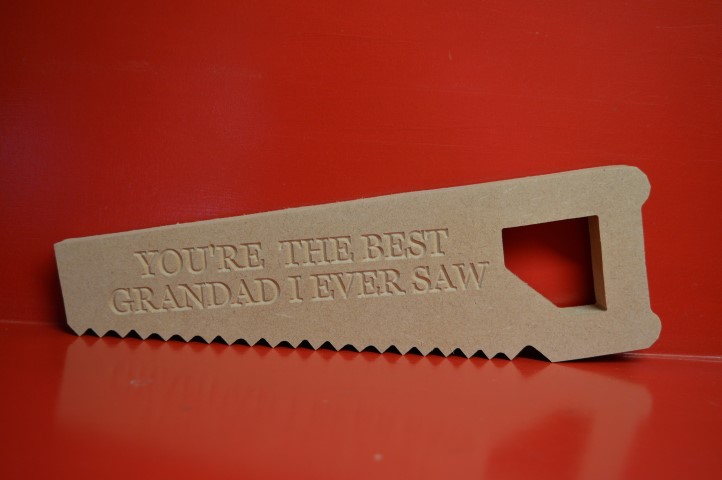 YOU'RE THE BEST
GRANDAD I EVER SAW